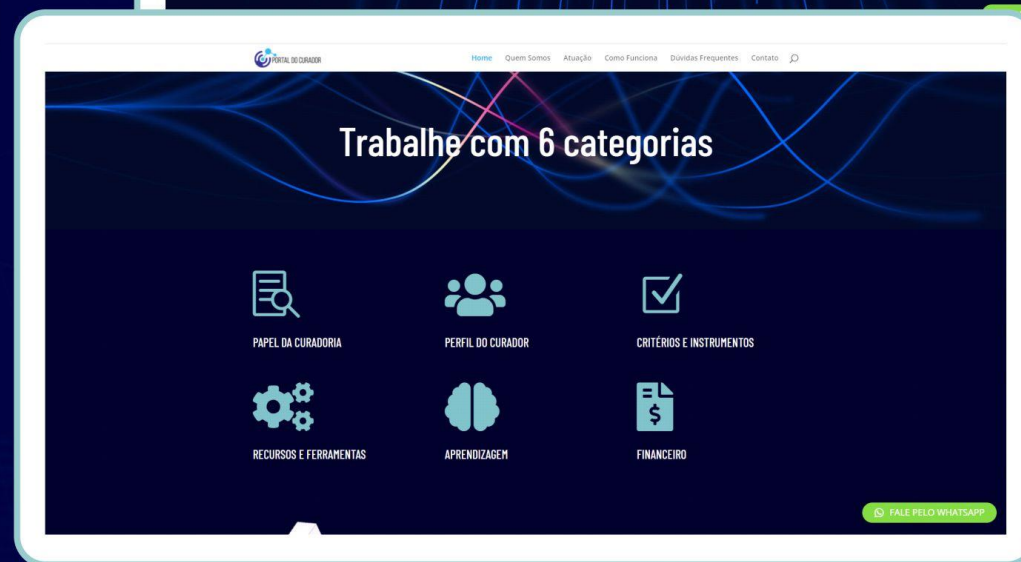 PORTAL DO CURADOR
Home Quem Somos Atuação Como Funciona Dúvidas Frequentes Contato
Trabalhe com 6 categorias
PAPEL DA CURADORIA
PERFIL DO CURADOR
CRITÉRIOS E INSTRUMENTOS
RECURSOS E FERRAMENTAS
APRENDIZAGEM
FINANCEIRO
FALE PELO WHATSAPP